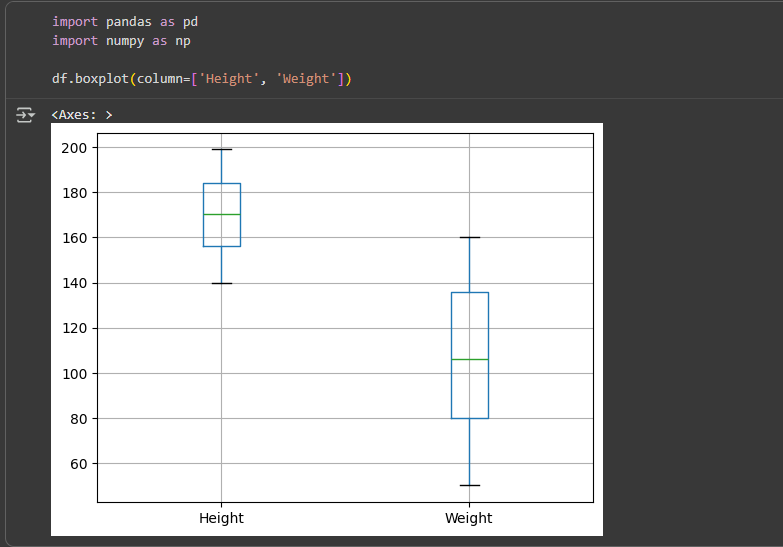 import pandas as pd
import numpy as np
df.boxplot(column=['Height', 'Weight'])
<Axes: >
200
180
160
140
120
100
80
60
Height Weight